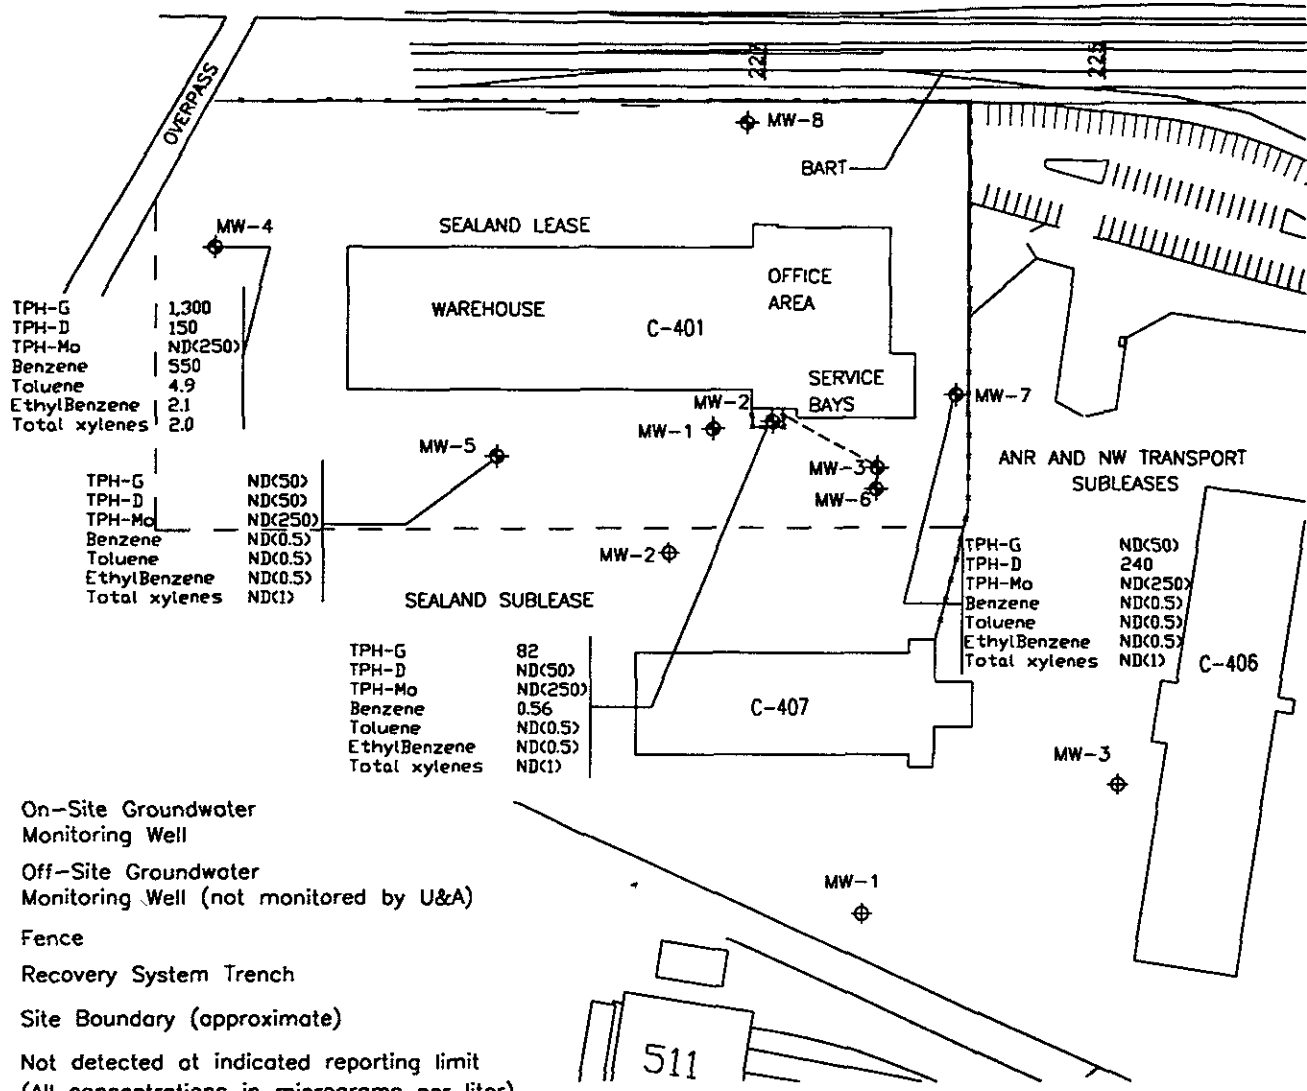 227
225
OVERPASS
MW-8
BART
MW-4
SEALAND LEASE
OFFICE
AREA
WAREHOUSE
C-401
TPH-G 1,300
TPH-D 150
TPH-Mo ND(250)
Benzene 550
Toluene 4.9
EthylBenzene 2.1
Total xylenes 2.0
SERVICE
BAYS
MW-2
MW-1
MW-7
MW-5
MW-3
MW-6
ANR AND NW TRANSPORT
SUBLEASES
TPH-G ND(50)
TPH-D ND(50)
TPH-Mo ND(250)
Benzene ND(0.5)
Toluene ND(0.5)
EthylBenzene ND(0.5)
Total xylenes ND(1)
MW-2
SEALAND SUBLEASE
TPH-G ND(50)
TPH-D 240
TPH-Mo ND(250)
Benzene ND(0.5)
Toluene ND(0.5)
EthylBenzene ND(0.5)
Total xylenes ND(1)
C-406
TPH-G 82
TPH-D ND(50)
TPH-Mo ND(250)
Benzene 0.56
Toluene ND(0.5)
EthylBenzene ND(0.5)
Total xylenes ND(1)
C-407
MW-3
On-Site Groundwater
Monitoring Well
Off-Site Groundwater
Monitoring Well (not monitored by U&A)
MW-1
Fence
Recovery System Trench
Site Boundary (approximate)
Not detected at indicated reporting limit
(All concentrations in micrograms per liter)
511